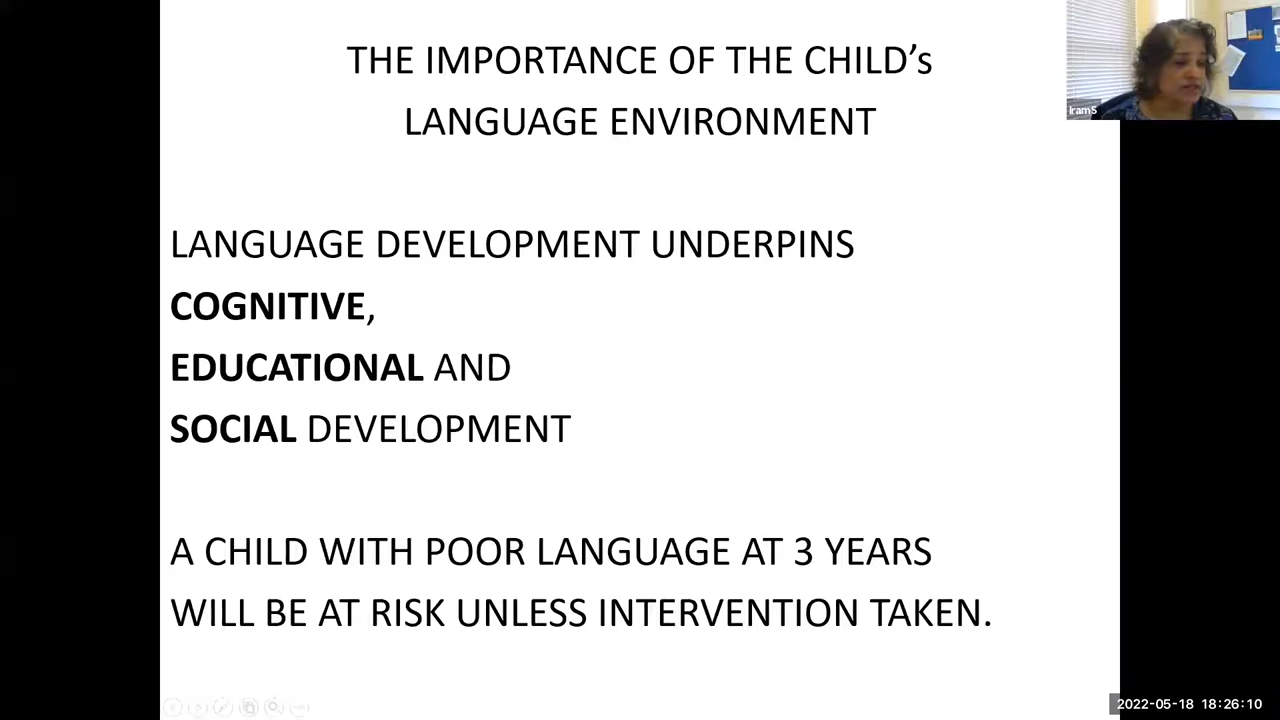 THE IMPORTANCE OF THE CHILD's
LANGUAGE ENVIRONMENT
LANGUAGE DEVELOPMENT UNDERPINS
COGNITIVE,
EDUCATIONAL AND
SOCIAL DEVELOPMENT
A CHILD WITH POOR LANGUAGE AT 3 YEARS
WILL BE AT RISK UNLESS INTERVENTION TAKEN.
Iram S
2022-05-18 18:26:10